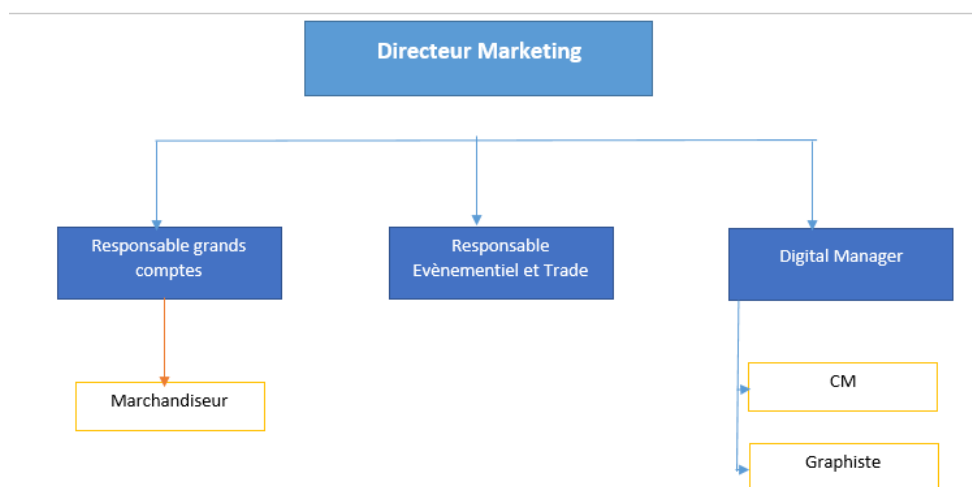 Directeur Marketing
Responsable grands
comptes
Responsable
Evènementiel et Trade
Digital Manager
Marchandiseur
CM
Graphiste